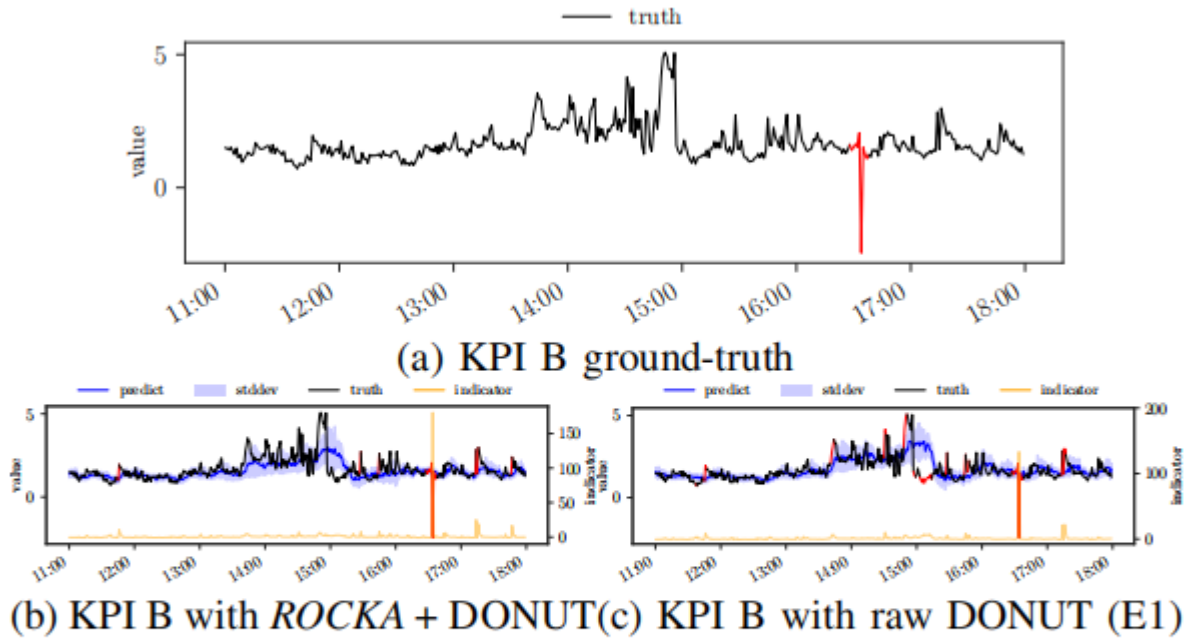 truth
5
0
value
11:00 12:00 13:00 14:00 15:00 16:00 17:00 18:00
(a) KPI B ground-truth
predict stddev truth indicator
5
0
value
150
100
50
0
indicator
11:00 12:00 13:00 14:00 15:00 16:00 17:00 18:00
predict stddev truth indicator
5
0
value
200
100
0
indicator
11:00 12:00 13:00 14:00 15:00 16:00 17:00 18:00
(b) KPI B with ROCKA + DONUT(c) KPI B with raw DONUT (E1)